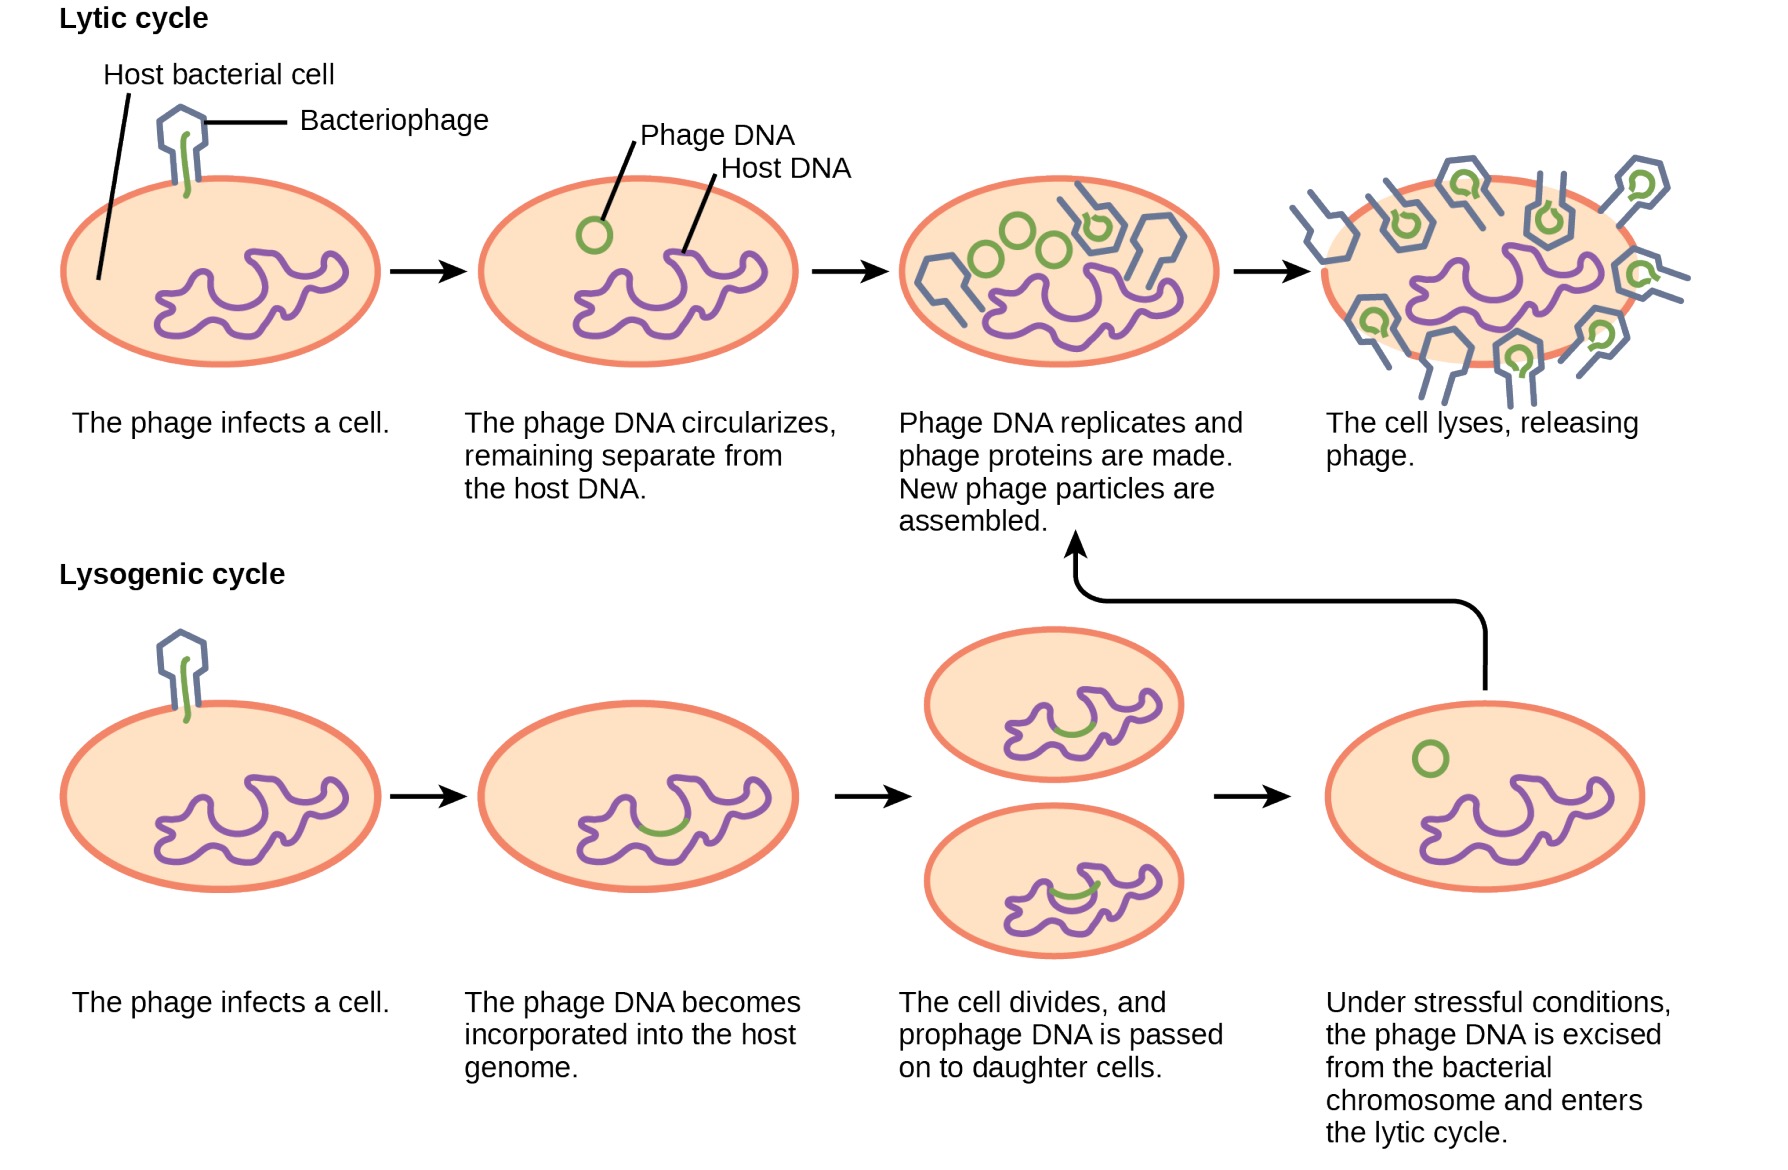 Lytic cycle
Host bacterial cell
Bacteriophage
Phage DNA
Host DNA
The phage infects a cell.
The phage DNA circularizes,
remaining separate from
the host DNA.
Phage DNA replicates and
phage proteins are made.
New phage particles are
assembled.
The cell lyses, releasing
phage.
Lysogenic cycle
The phage infects a cell.
The phage DNA becomes
incorporated into the host
genome.
The cell divides, and
prophage DNA is passed
on to daughter cells.
Under stressful conditions,
the phage DNA is excised
from the bacterial
chromosome and enters
the lytic cycle.